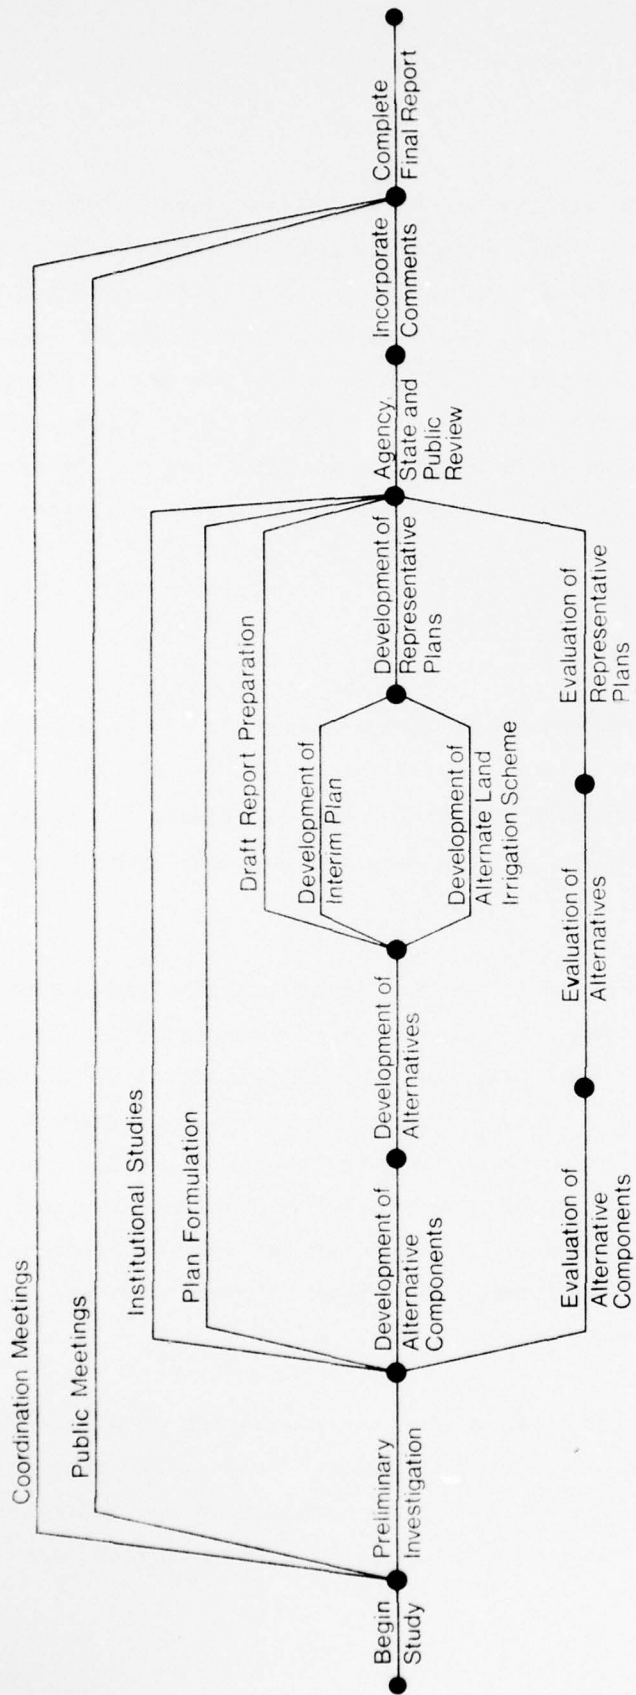 Coordination Meetings
Public Meetings
Institutional Studies
Plan Formulation
Draft Report Preparation
Development of
Interim Plan
Begin
Study
Preliminary
Investigation
Development of
Alternative
Components
Development of
Alternatives
Development of
Alternate Land
Irrigation Scheme
Development of
Representative
Plans
Agency,
State and
Public
Review
Incorporate
Comments
Complete
Final Report
Evaluation of
Alternative
Components
Evaluation of
Alternatives
Evaluation of
Representative
Plans